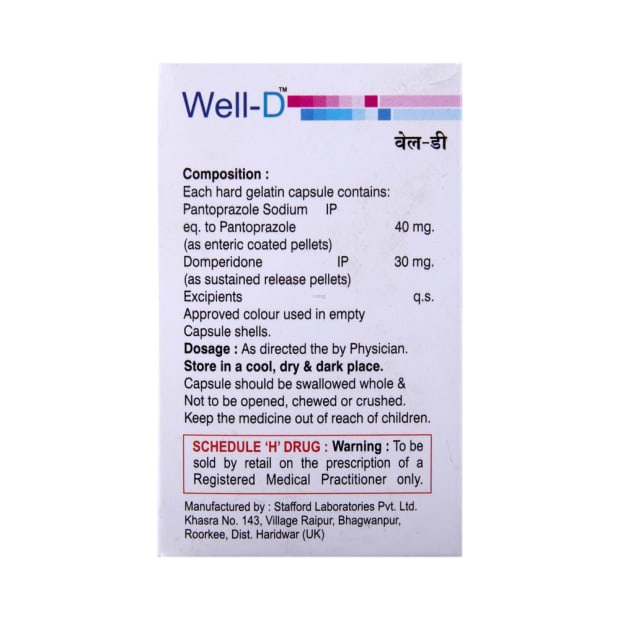 Well-D™
वेल-डी
Composition :
Each hard gelatin capsule contains:
Pantoprazole Sodium IP
eq. to Pantoprazole 40 mg.
(as enteric coated pellets)
Domperidone IP 30 mg.
(as sustained release pellets)
Excipients q.s.
Approved colour used in empty
Capsule shells.
Dosage : As directed the by Physician.
Store in a cool, dry & dark place.
Capsule should be swallowed whole &
Not to be opened, chewed or crushed.
Keep the medicine out of reach of children.
SCHEDULE 'H' DRUG : Warning : To be
sold by retail on the prescription of a
Registered Medical Practitioner only.
Manufactured by : Stafford Laboratories Pvt. Ltd.
Khasra No. 143, Village Raipur, Bhagwanpur,
Roorkee, Dist. Haridwar (UK)